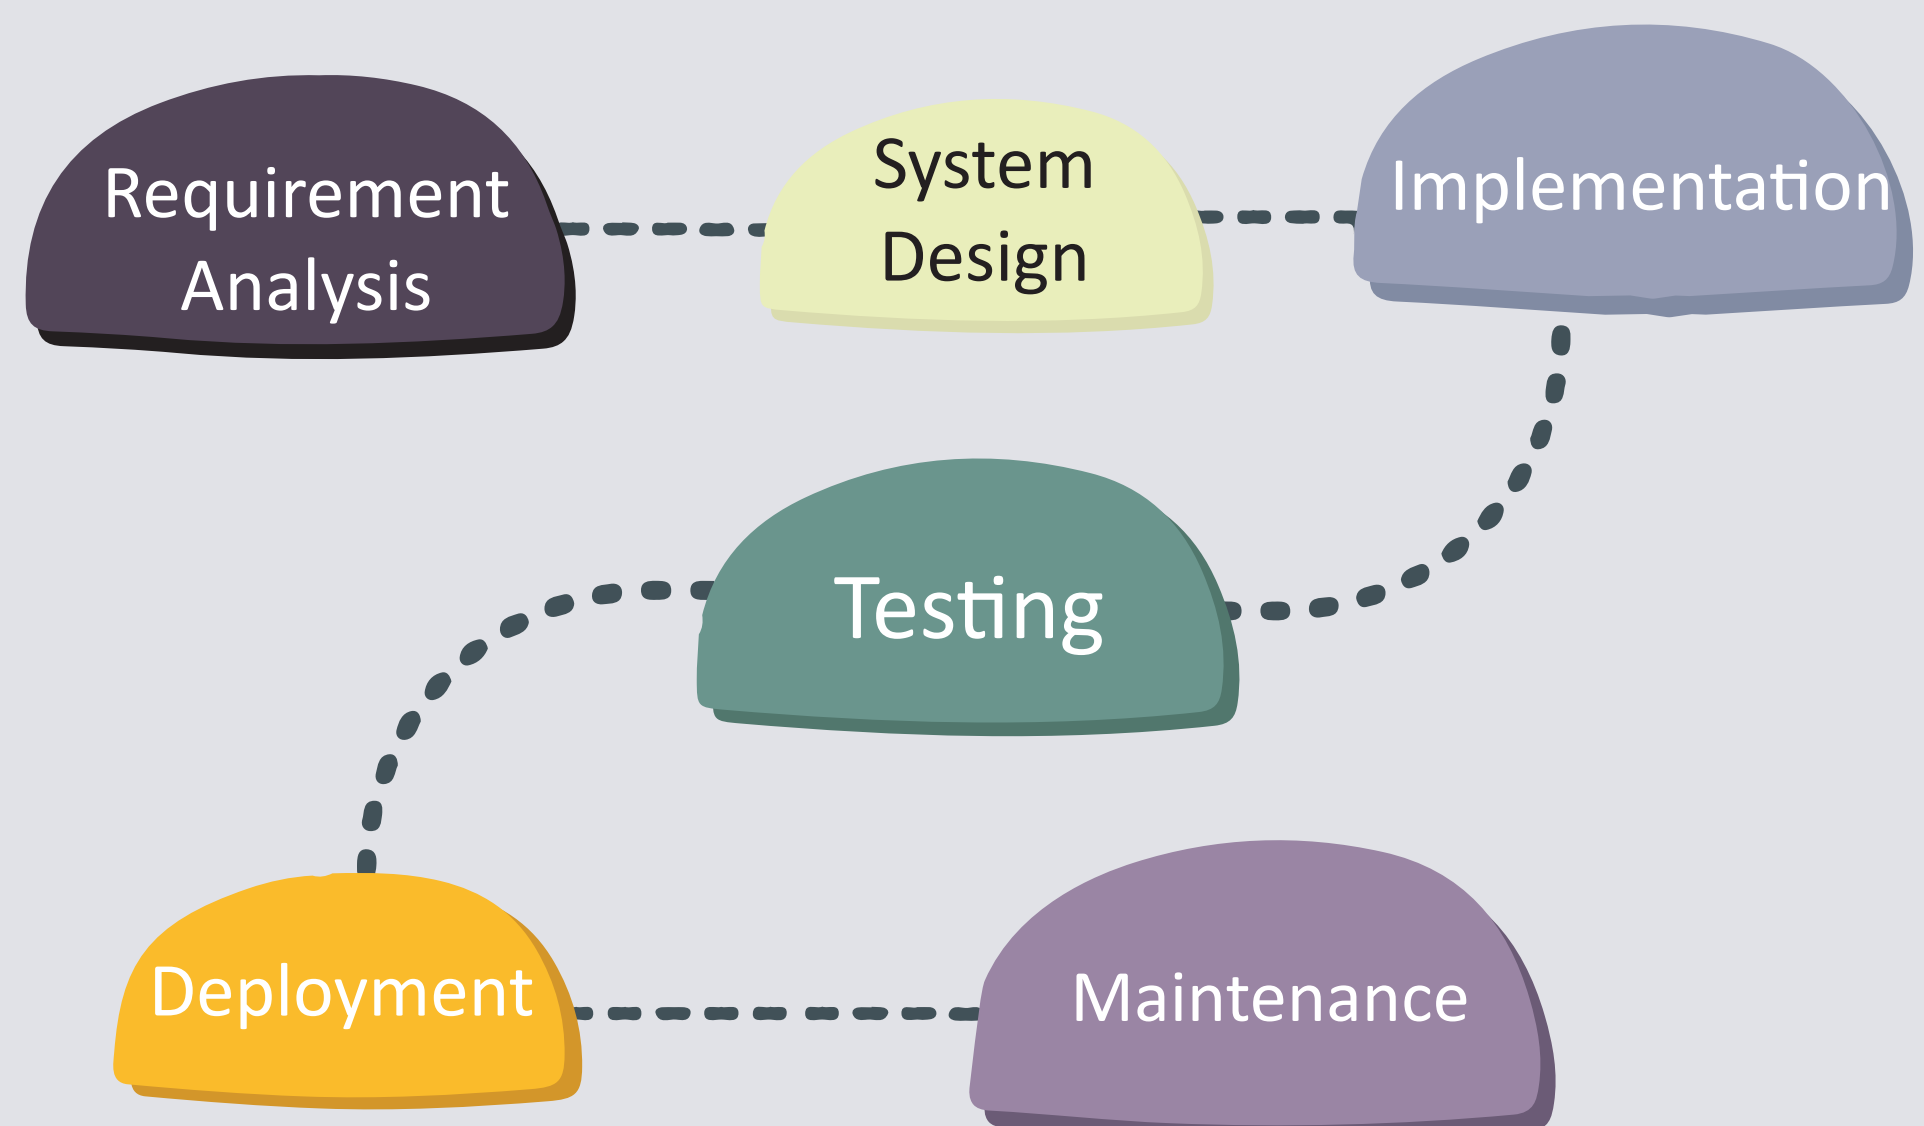 Requirement
Analysis
System
Design
Implementation
Testing
Deployment
Maintenance